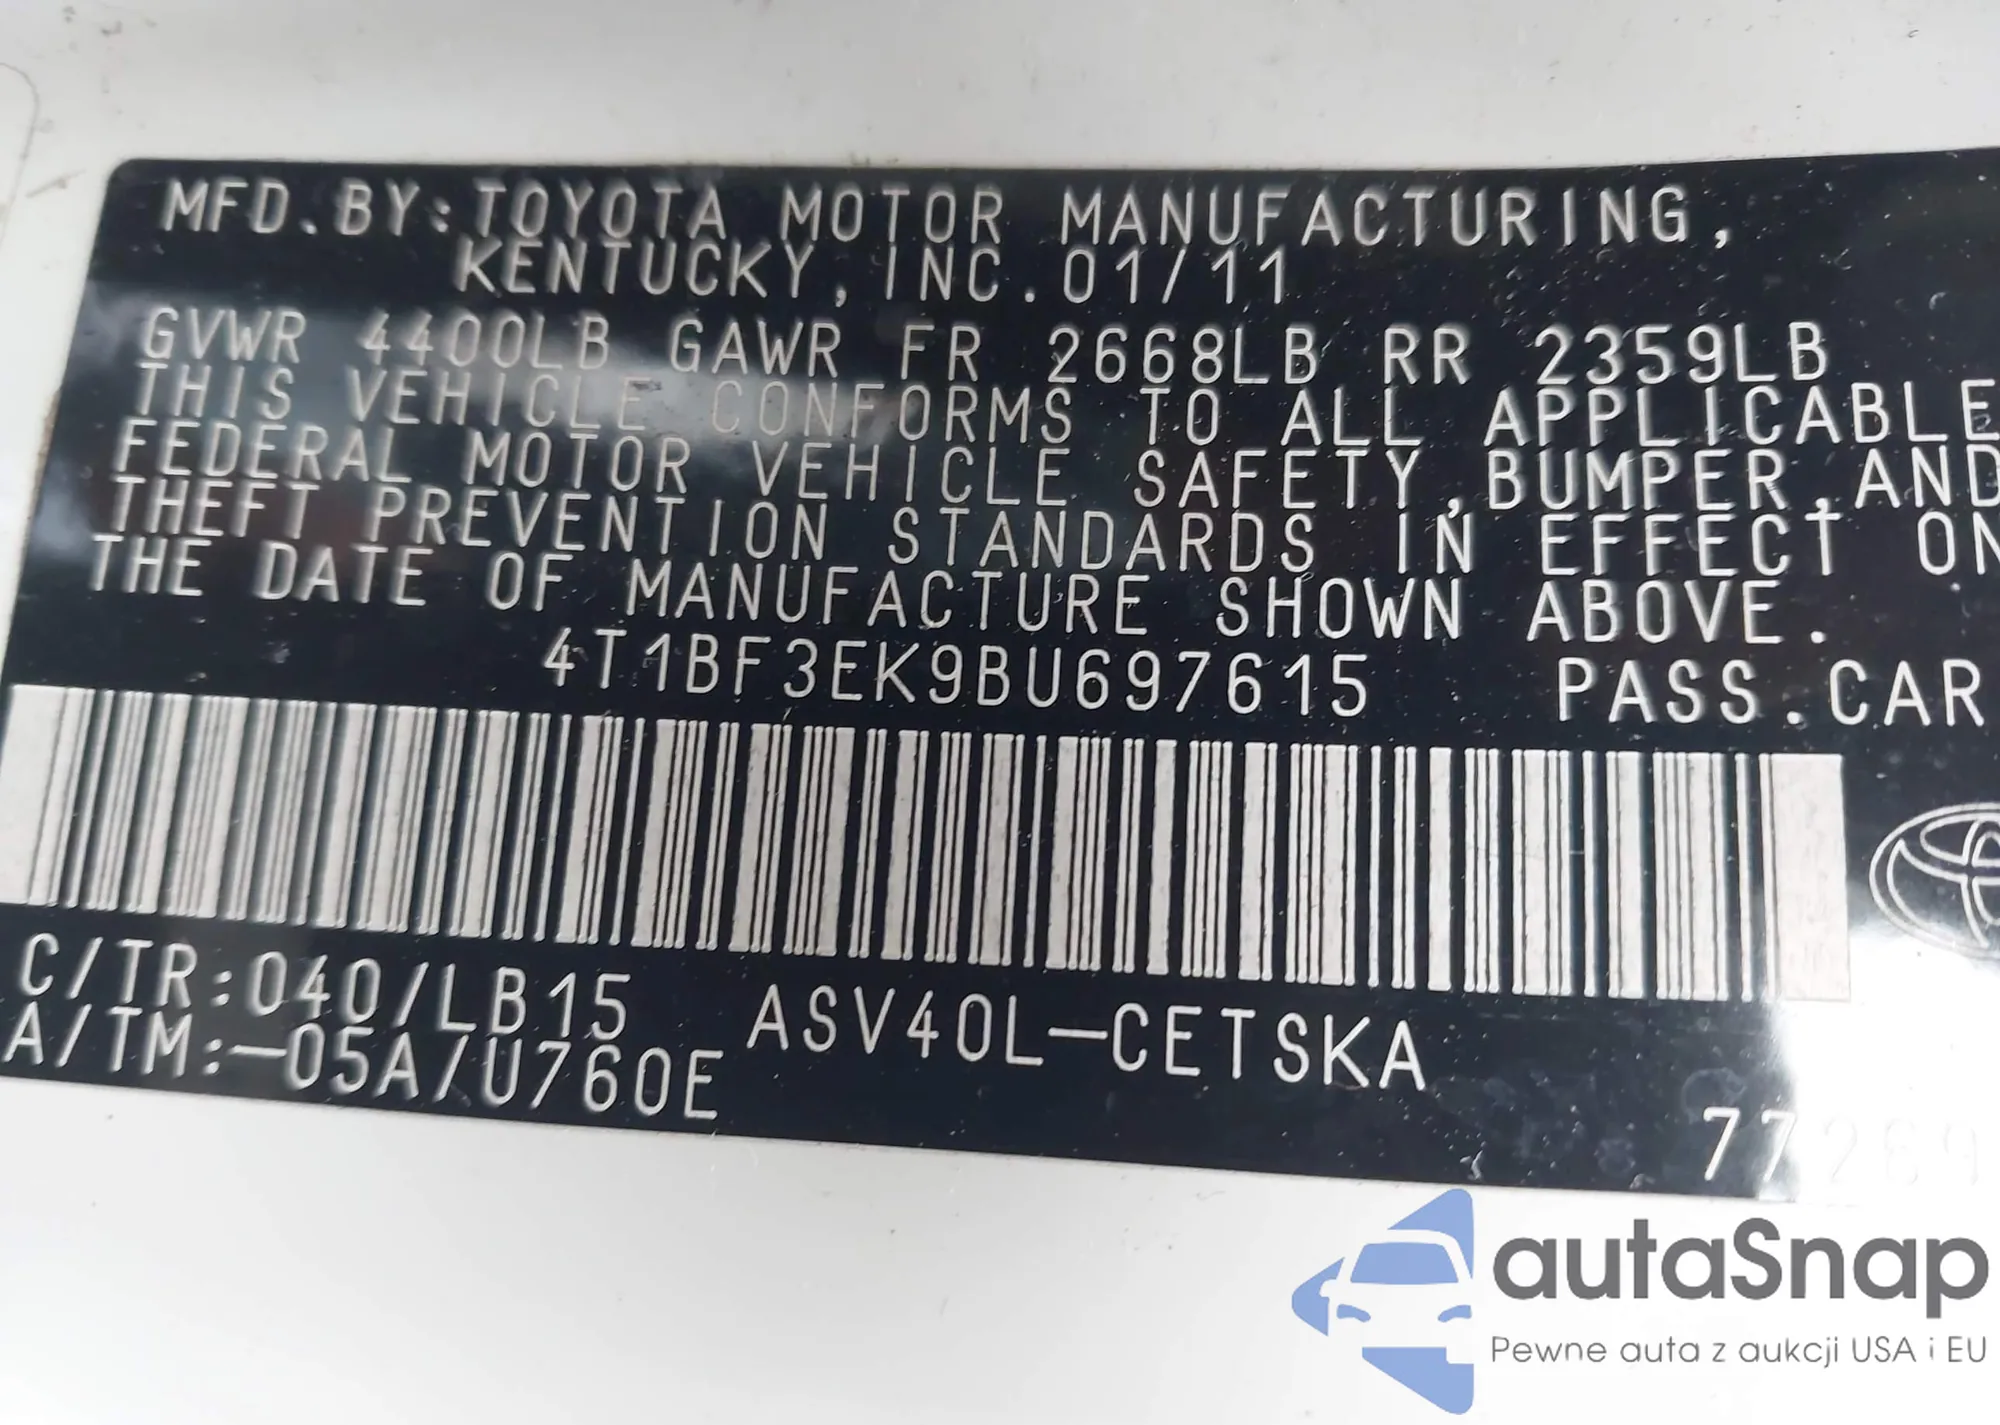 MFD.BY:TOYOTA MOTOR MANUFACTURING,
KENTUCKY, INC.01/11
GVWR 4400LB GAWR FR 2668LB RR 2359LB
THIS VEHICLE CONFORMS TO ALL APPLICABLE
FEDERAL MOTOR VEHICLE SAFETY,BUMPER,AND
THEFT PREVENTION STANDARDS IN EFFECT ON
THE DATE OF MANUFACTURE SHOWN ABOVE.
4T1BF3EK9BU697615 PASS.CAR
C/TR:040/LB15 ASV40L-CETSKA
A/TM:-05A/U760E
77269
autaSnap
Pewne auta z aukcji USA i EU